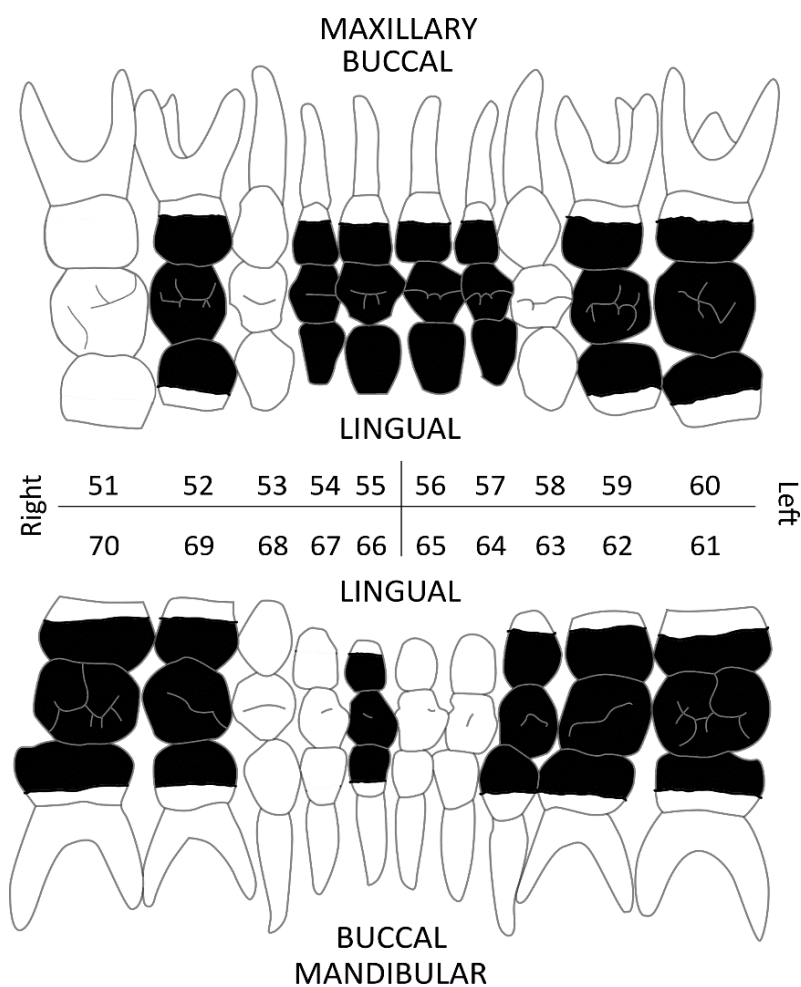 MAXILLARY
BUCCAL
LINGUAL
Right
51 52 53 54 55 56 57 58 59 60
Left
70 69 68 67 66 65 64 63 62 61
LINGUAL
BUCCAL
MANDIBULAR